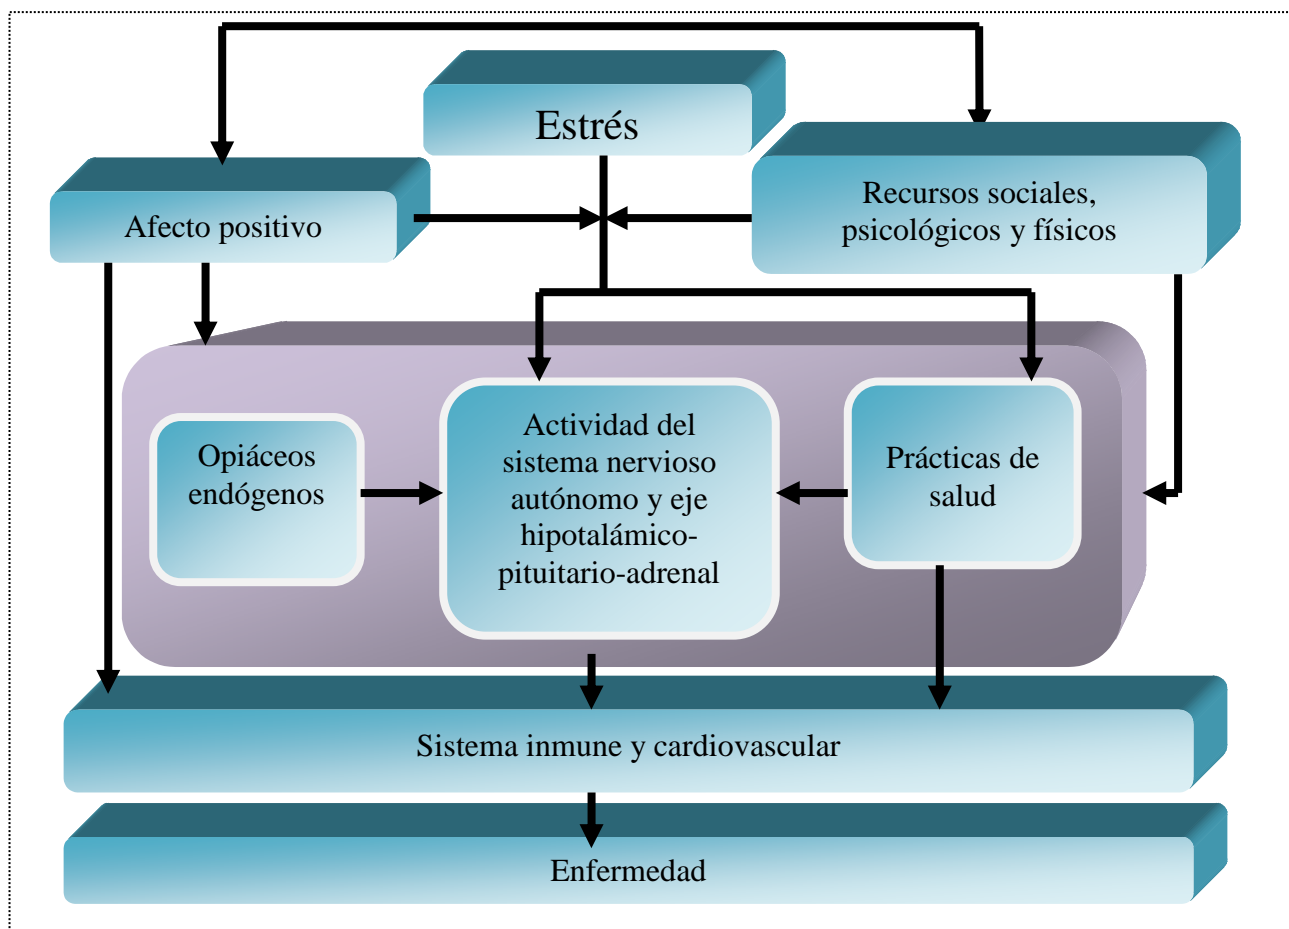 Estrés
Afecto positivo
Recursos sociales,
psicológicos y físicos
Opiáceos
endógenos
Actividad del
sistema nervioso
autónomo y eje
hipotalámico-
pituitario-adrenal
Prácticas de
salud
Sistema inmune y cardiovascular
Enfermedad